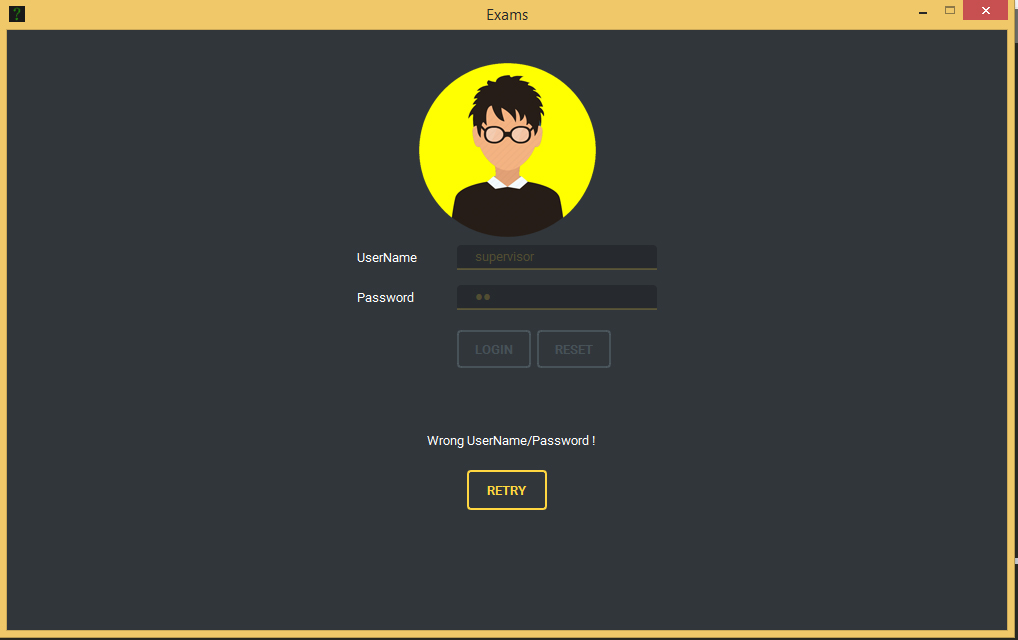 Exams
UserName
supervisor
Password
LOGIN RESET
Wrong UserName/Password !
RETRY